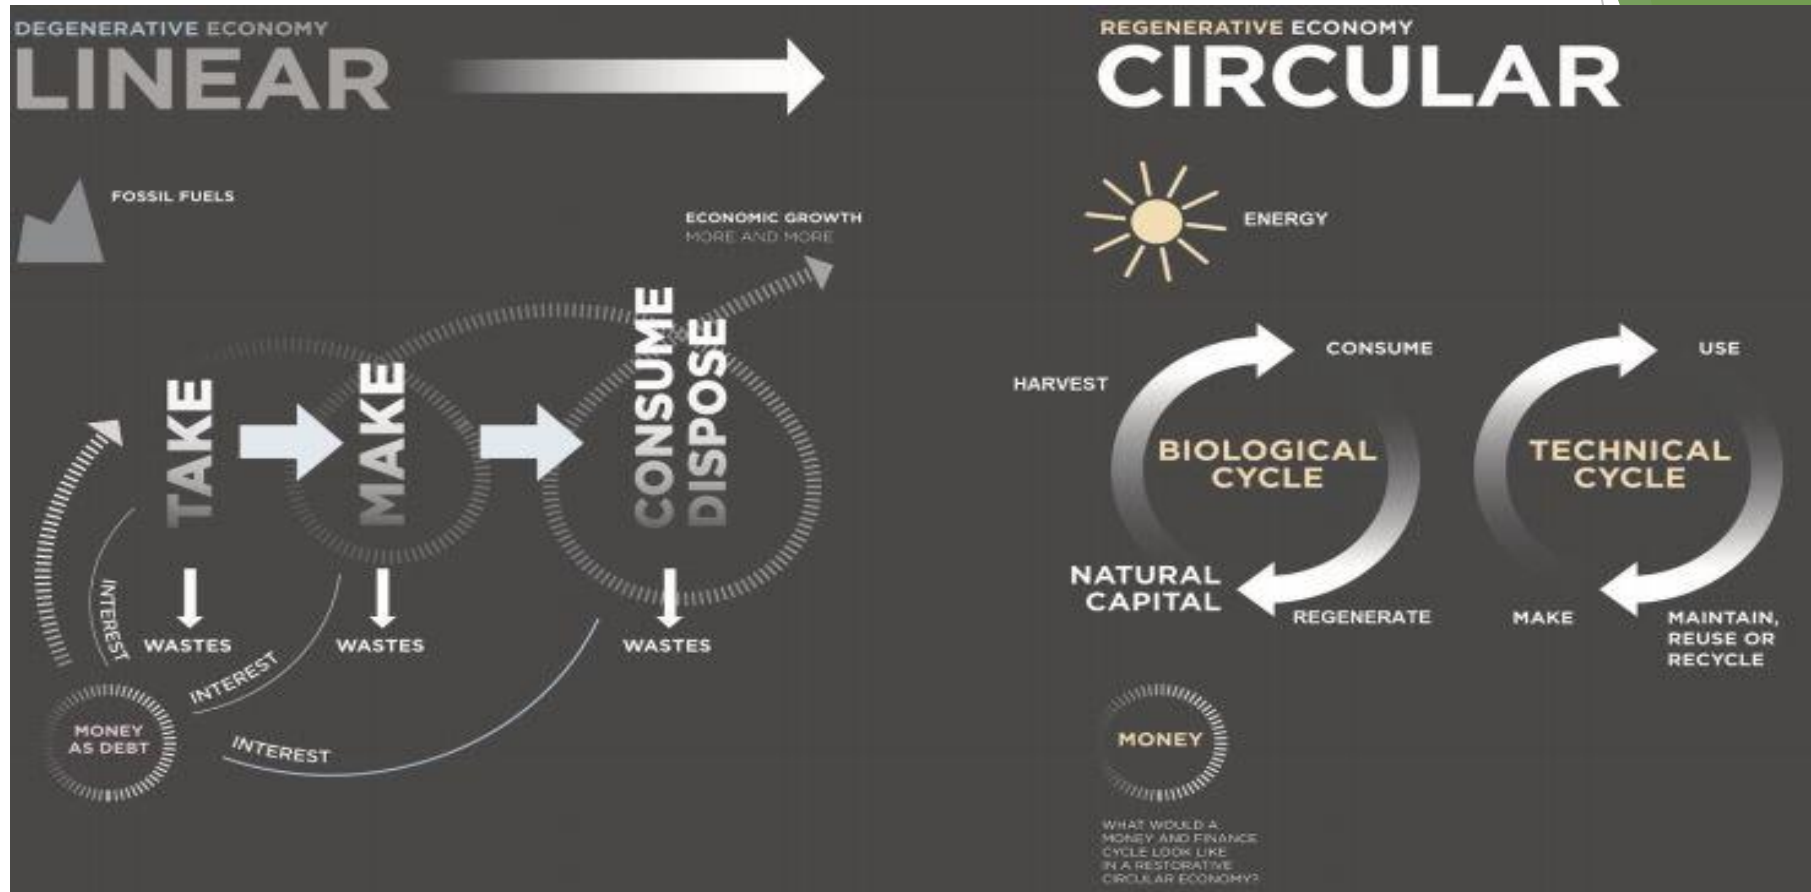 DEGENERATIVE ECONOMY
LINEAR
FOSSIL FUELS
ECONOMIC GROWTH
MORE AND MORE
TAKE
MAKE
CONSUME
DISPOSE
WASTES
WASTES
WASTES
INTEREST
INTEREST
INTEREST
MONEY
AS DEBT
REGENERATIVE ECONOMY
CIRCULAR
ENERGY
HARVEST
CONSUME
BIOLOGICAL
CYCLE
NATURAL
CAPITAL
REGENERATE
USE
TECHNICAL
CYCLE
MAKE
MAINTAIN,
REUSE OR
RECYCLE
MONEY
WHAT WOULD A
MONEY AND FINANCE
CYCLE LOOK LIKE
IN A RESTORATIVE
CIRCULAR ECONOMY?